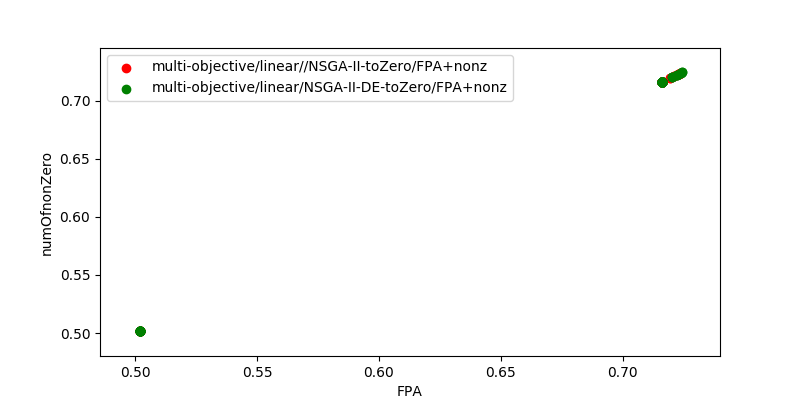 multi-objective/linear//NSGA-II-toZero/FPA+nonz
multi-objective/linear/NSGA-II-DE-toZero/FPA+nonz
numOfnonZero
0.70
0.65
0.60
0.55
0.50
0.50 0.55 0.60 0.65 0.70
FPA